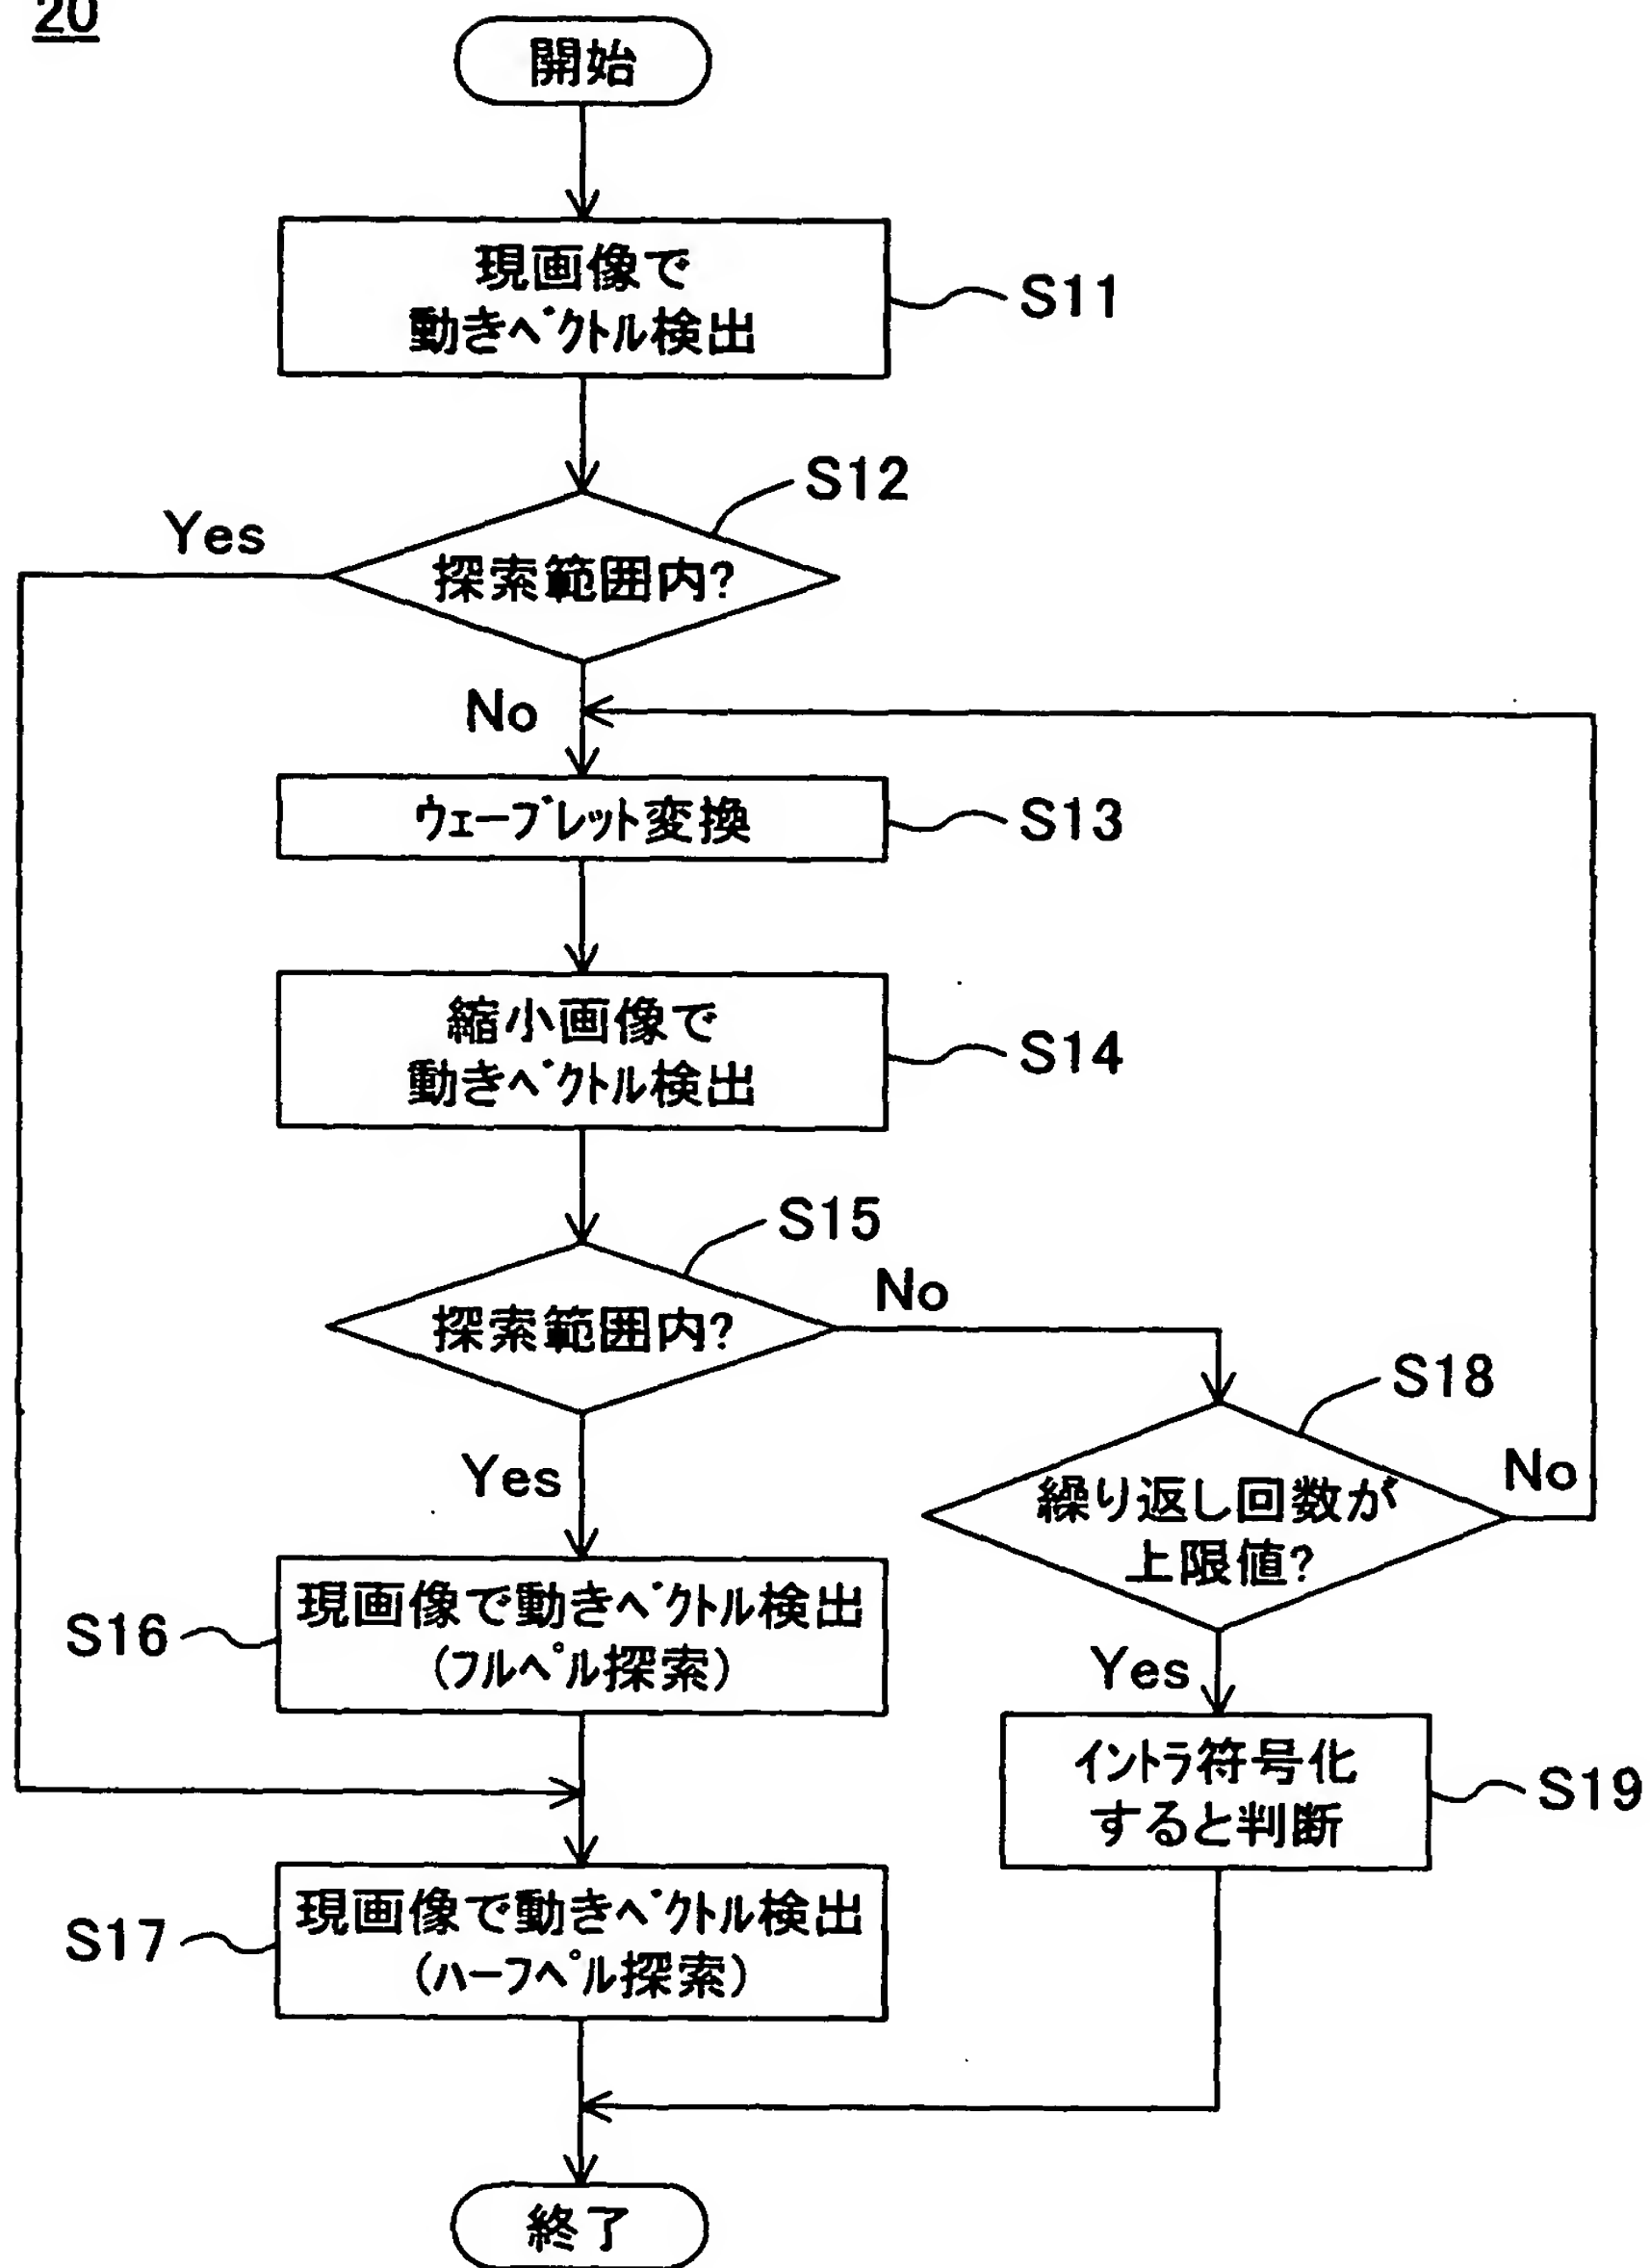 20
開始
現画像で
動きベクトル検出
S11
S12
Yes
探索範囲内?
No
ウェーブレット変換
S13
縮小画像で
動きベクトル検出
S14
S15
探索範囲内?
No
S18
Yes
繰り返し回数が
上限値?
No
現画像で動きベクトル検出
(フルペル探索)
S16
Yes
イントラ符号化
すると判断
S19
現画像で動きベクトル検出
(ハーフペル探索)
S17
終了